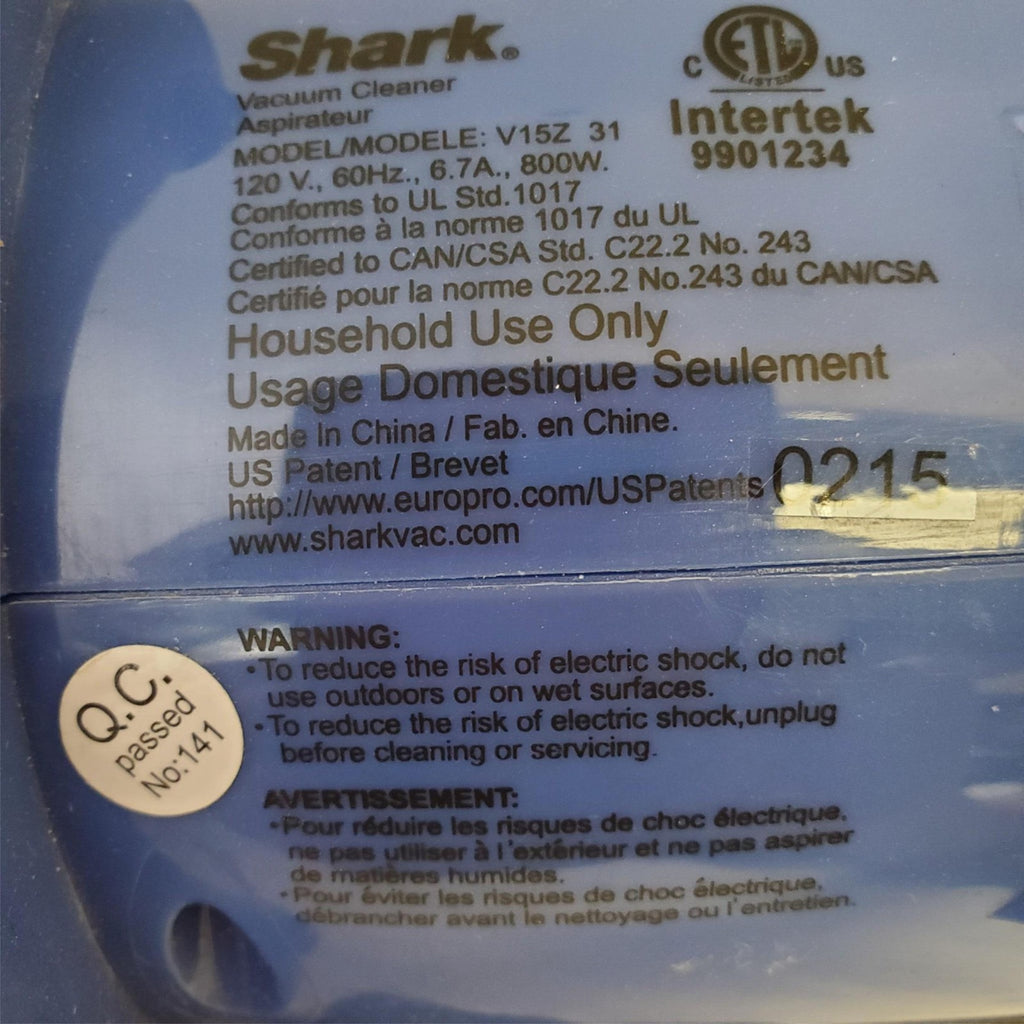 Shark®
Vacuum Cleaner
Aspirateur
MODEL/MODELE: V15Z 31
120 V., 60Hz., 6.7A., 800W.
Conforms to UL Std.1017
Conforme à la norme 1017 du UL
Certified to CAN/CSA Std. C22.2 No. 243
Certifié pour la norme C22.2 No.243 du CAN/CSA
Household Use Only
Usage Domestique Seulement
Made In China / Fab. en Chine.
US Patent / Brevet
http://www.europro.com/USPatents
www.sharkvac.com
C ETL US
LISTED
Intertek
9901234
0215
Q.C.
passed
No:141
WARNING:
•To reduce the risk of electric shock, do not
use outdoors or on wet surfaces.
•To reduce the risk of electric shock,unplug
before cleaning or servicing.
AVERTISSEMENT:
•Pour réduire les risques de choc électrique,
ne pas utiliser à l'extérieur et ne pas aspirer
de matières humides.
•Pour éviter les risques de choc électrique,
débrancher avant le nettoyage ou l'entretien.